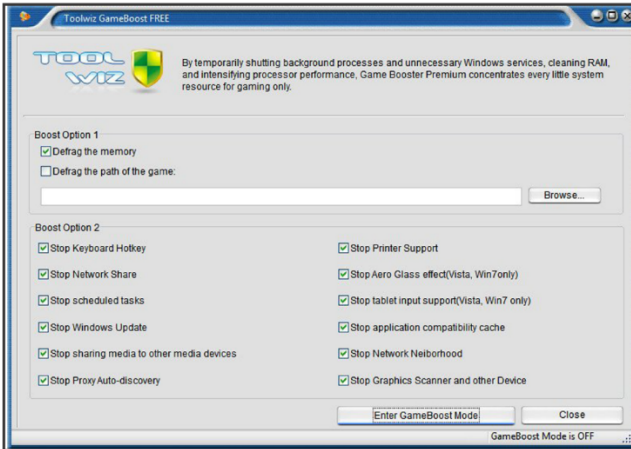 Toolwiz GameBoost FREE
TOOL
WIZ
By temporarily shutting background processes and unnecessary Windows services, cleaning RAM,
and intensifying processor performance, Game Booster Premium concentrates every little system
resource for gaming only.
Boost Option 1
Defrag the memory
Defrag the path of the game:
Browse...
Boost Option 2
Stop Keyboard Hotkey
Stop Printer Support
Stop Network Share
Stop Aero Glass effect(Vista, Win7only)
Stop scheduled tasks
Stop tablet input support(Vista, Win7 only)
Stop Windows Update
Stop application compatibility cache
Stop sharing media to other media devices
Stop Network Neiborhood
Stop Proxy Auto-discovery
Stop Graphics Scanner and other Device
Enter GameBoost Mode
Close
GameBoost Mode is OFF